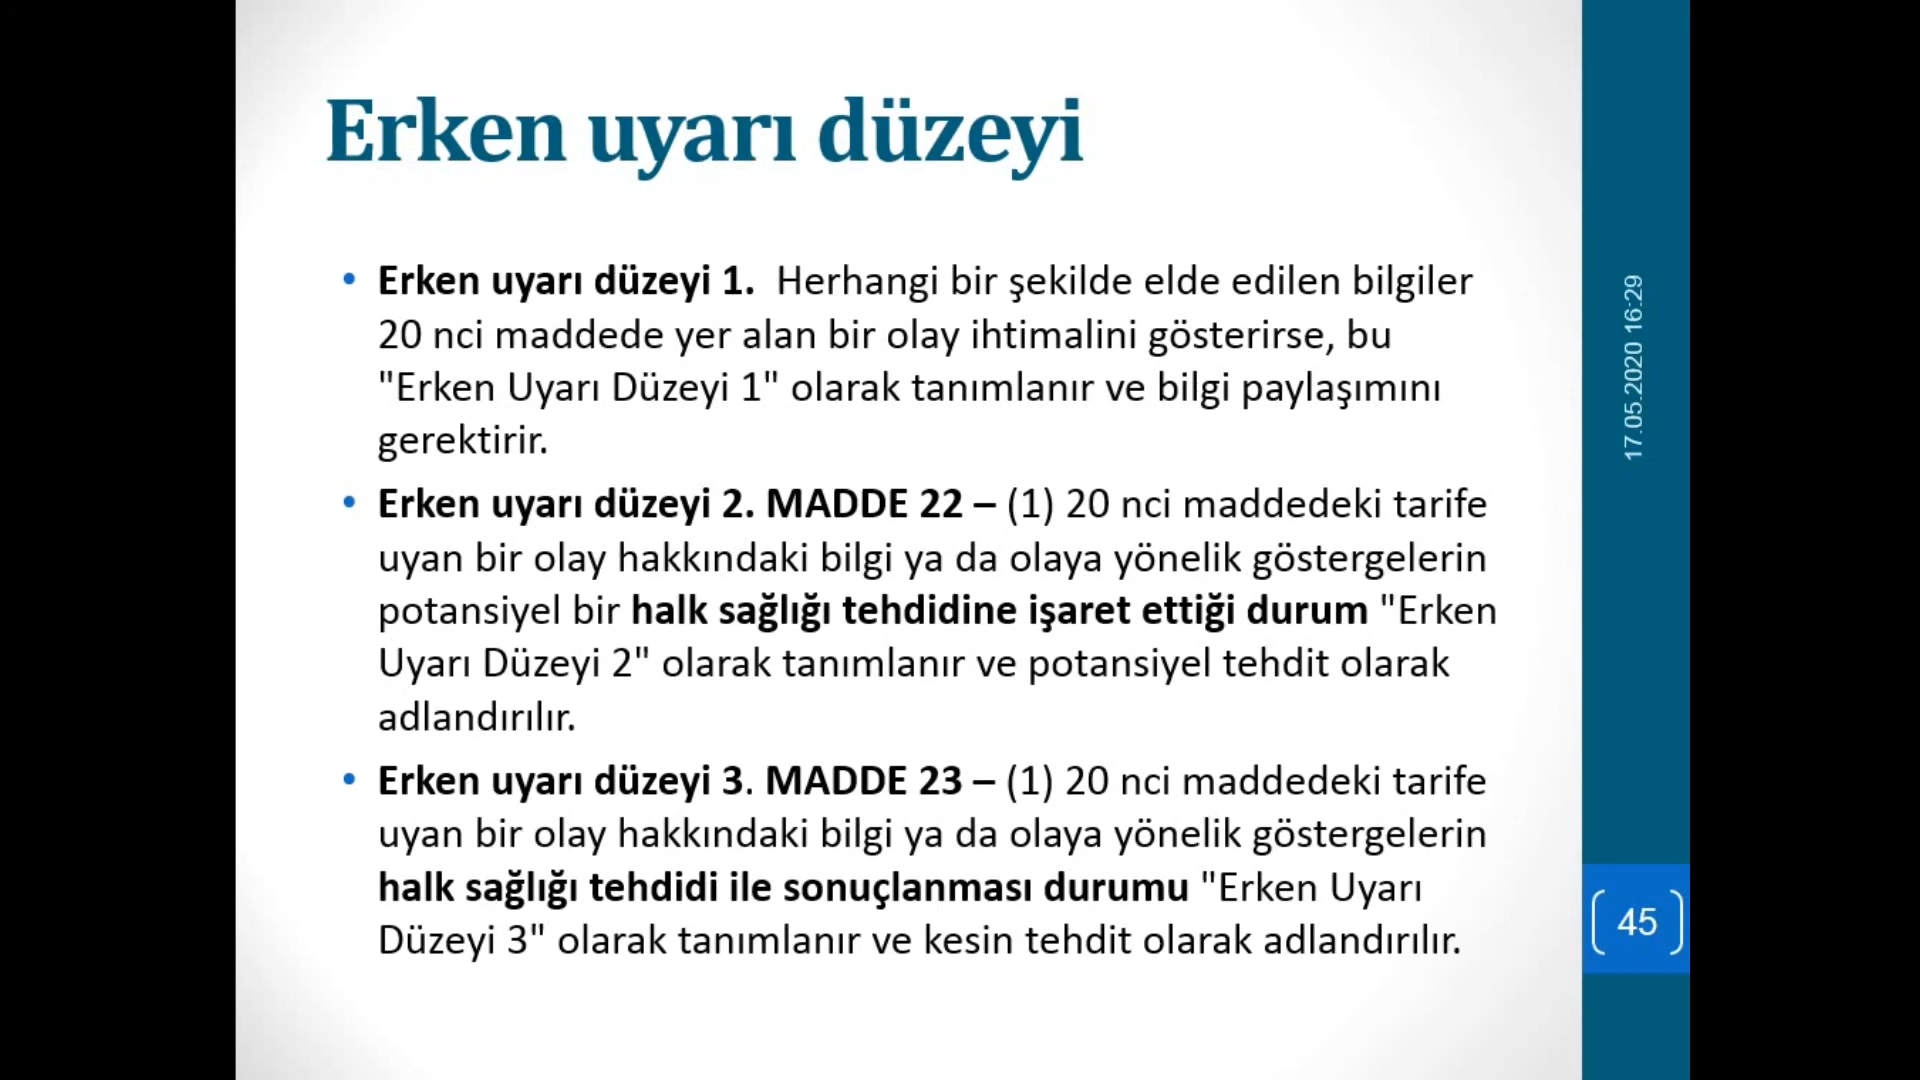 Erken uyarı düzeyi
• Erken uyarı düzeyi 1.  Herhangi bir şekilde elde edilen bilgiler
20 nci maddede yer alan bir olay ihtimalini gösterirse, bu
"Erken Uyarı Düzeyi 1" olarak tanımlanır ve bilgi paylaşımını
gerektirir.
• Erken uyarı düzeyi 2. MADDE 22 – (1) 20 nci maddedeki tarife
uyan bir olay hakkındaki bilgi ya da olaya yönelik göstergelerin
potansiyel bir halk sağlığı tehdidine işaret ettiği durum "Erken
Uyarı Düzeyi 2" olarak tanımlanır ve potansiyel tehdit olarak
adlandırılır.
• Erken uyarı düzeyi 3. MADDE 23 – (1) 20 nci maddedeki tarife
uyan bir olay hakkındaki bilgi ya da olaya yönelik göstergelerin
halk sağlığı tehdidi ile sonuçlanması durumu "Erken Uyarı
Düzeyi 3" olarak tanımlanır ve kesin tehdit olarak adlandırılır.
17.05.2020 16:29
45